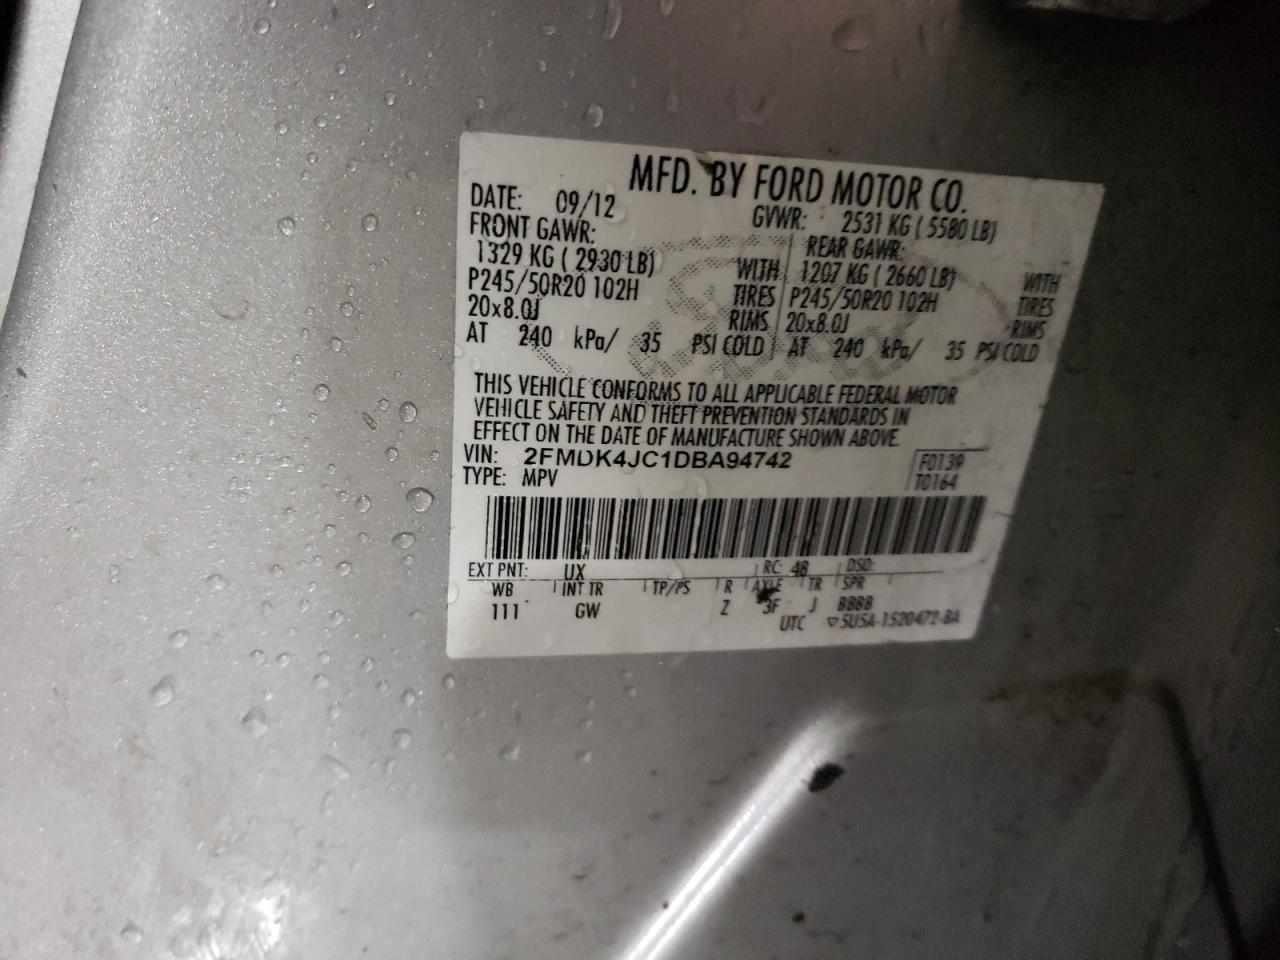 MFD. BY FORD MOTOR CO.
DATE: 09/12 GVWR: 2531 KG ( 5580 LB)
FRONT GAWR: REAR GAWR:
1329 KG ( 2930 LB) WITH 1207 KG ( 2660 LB) WITH
P245/50R20 102H TIRES P245/50R20 102H TIRES
20x8.0J RIMS 20x8.0J RIMS
AT 240 kPa/ 35 PSI COLD AT 240 kPa/ 35 PSI COLD
THIS VEHICLE CONFORMS TO ALL APPLICABLE FEDERAL MOTOR
VEHICLE SAFETY AND THEFT PREVENTION STANDARDS IN
EFFECT ON THE DATE OF MANUFACTURE SHOWN ABOVE.
VIN: 2FMDK4JC1DBA94742 F0139
TYPE: MPV T0164
EXT PNT: UX RC: 48 DSO:
WB INT TR TP/PS R AXLE TR SPR
111 GW Z 3F J BBBB
UTC ▽5U5A-1520472-BA